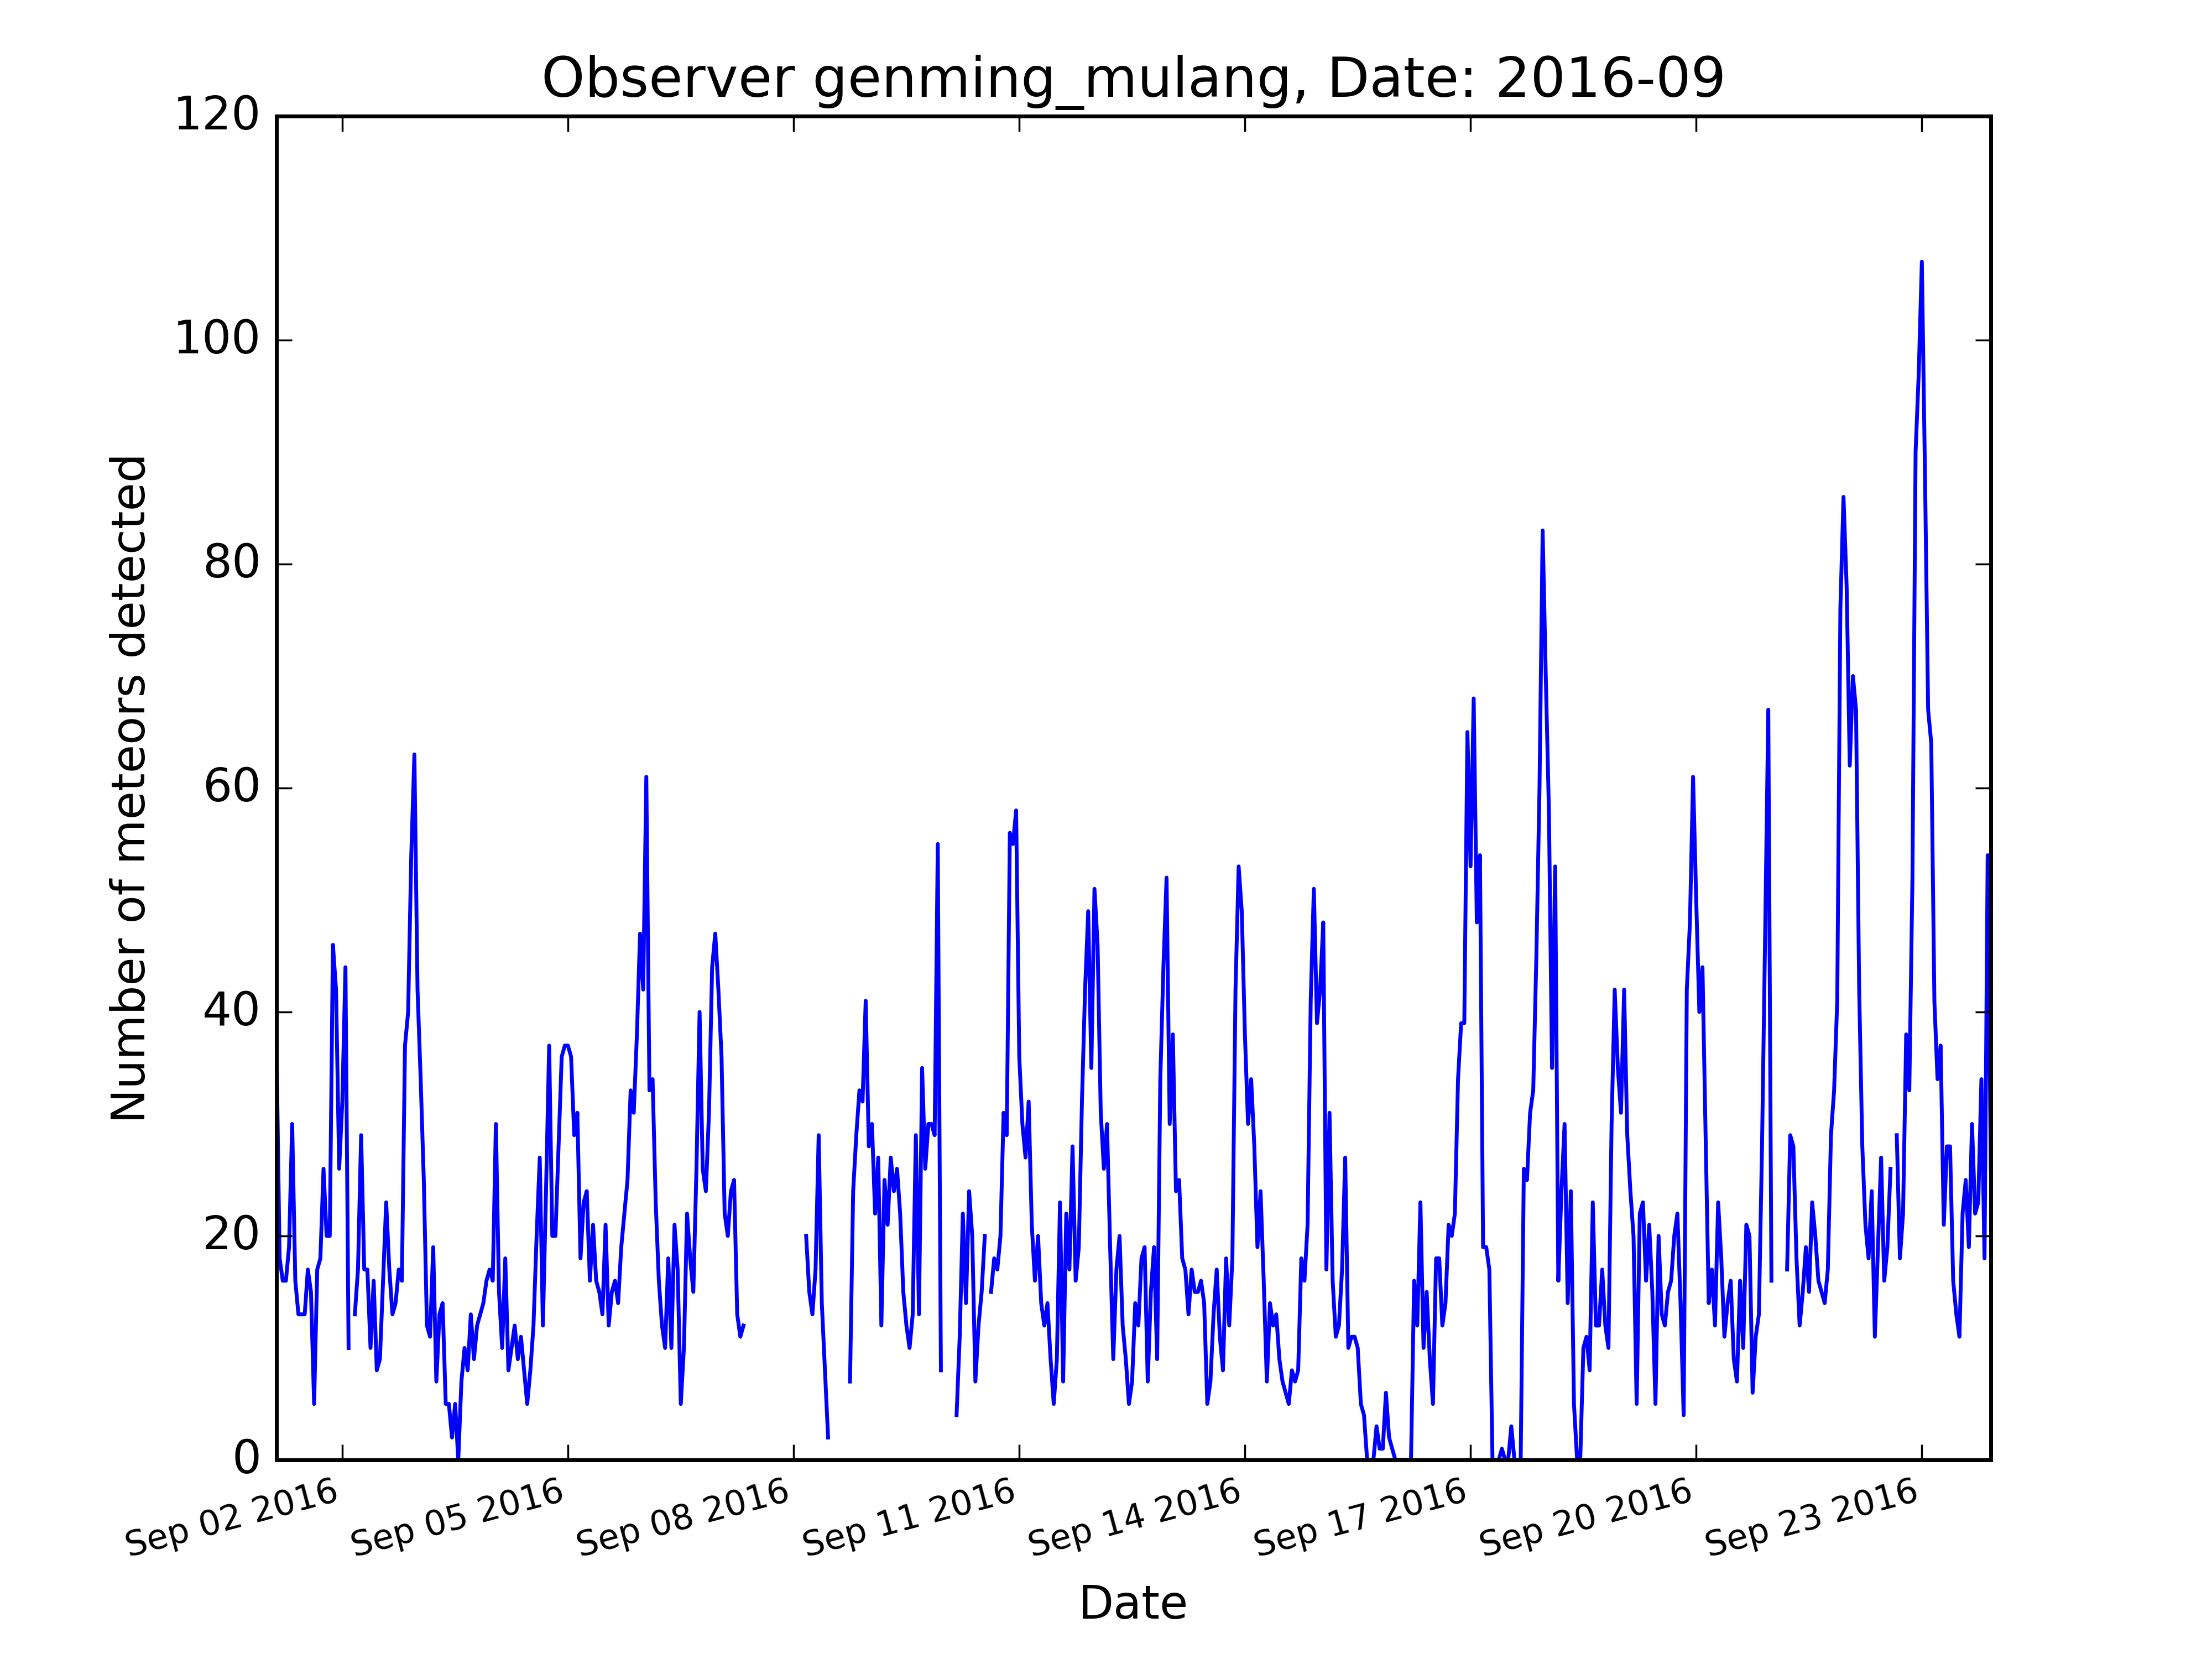 Observer genming_mulang, Date: 2016-09
120
100
80
60
40
20
0
Number of meteors detected
Sep 02 2016
Sep 05 2016
Sep 08 2016
Sep 11 2016
Sep 14 2016
Sep 17 2016
Sep 20 2016
Sep 23 2016
Date